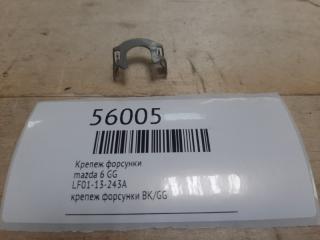 56005
Крепеж форсунки
mazda 6 GG
LF01-13-243A
крепеж форсунки BK/GG